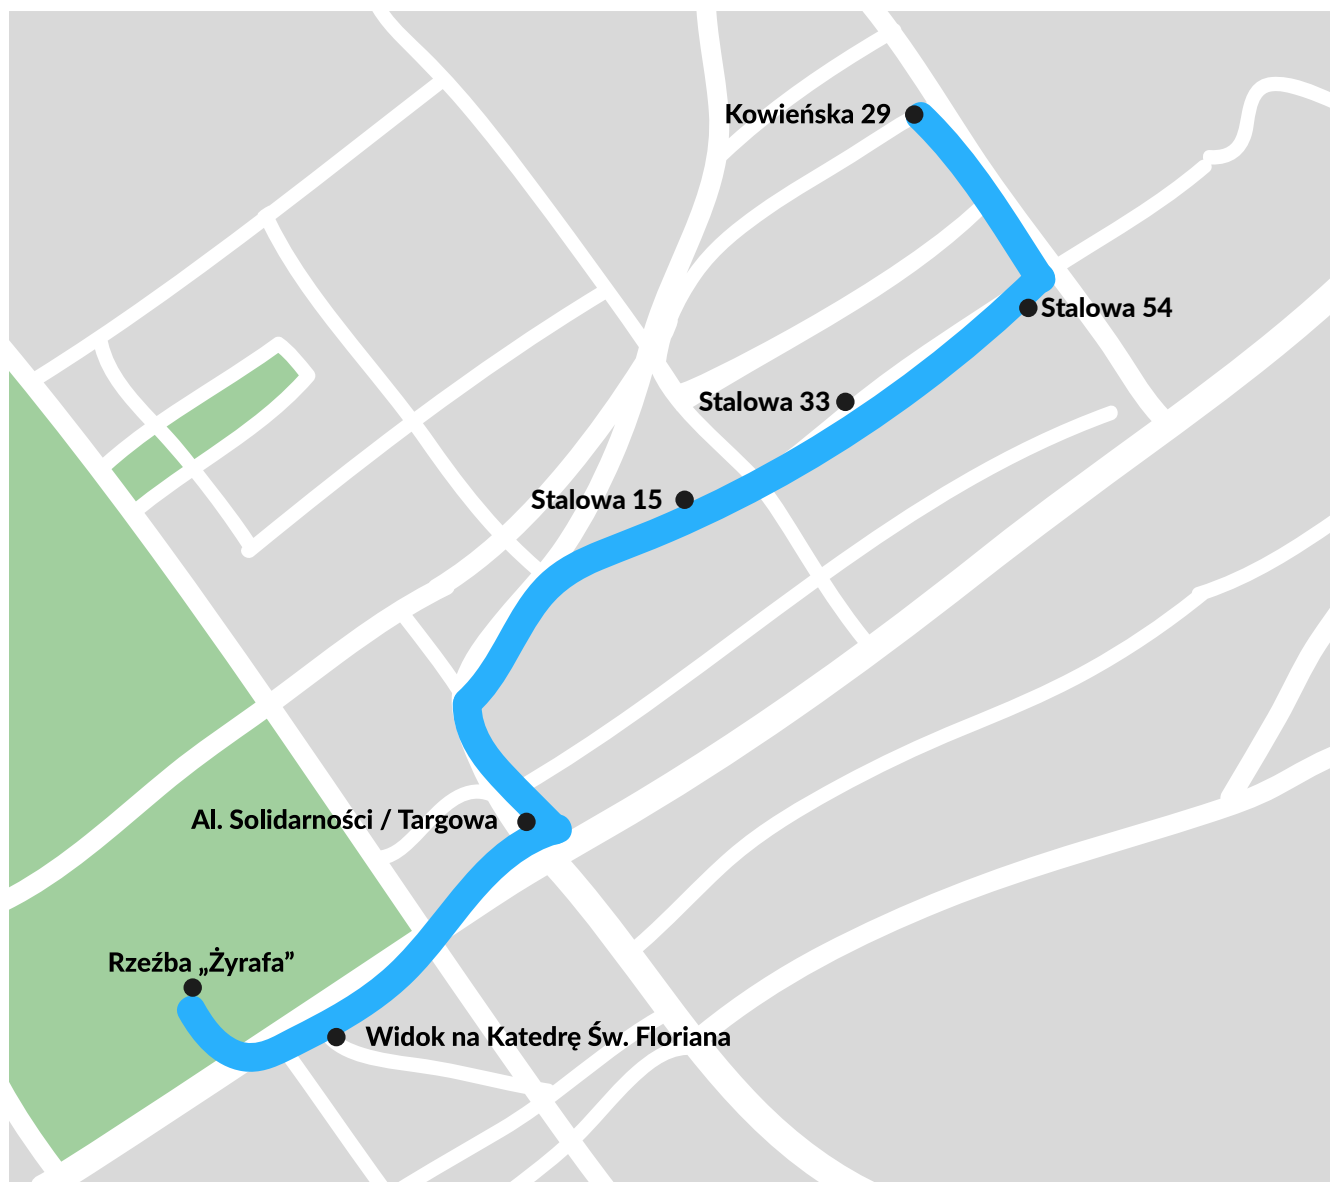 Kowieńska 29
Stalowa 54
Stalowa 33
Stalowa 15
Al. Solidarności / Targowa
Rzeźba „Żyrafa”
Widok na Katedrę Św. Floriana